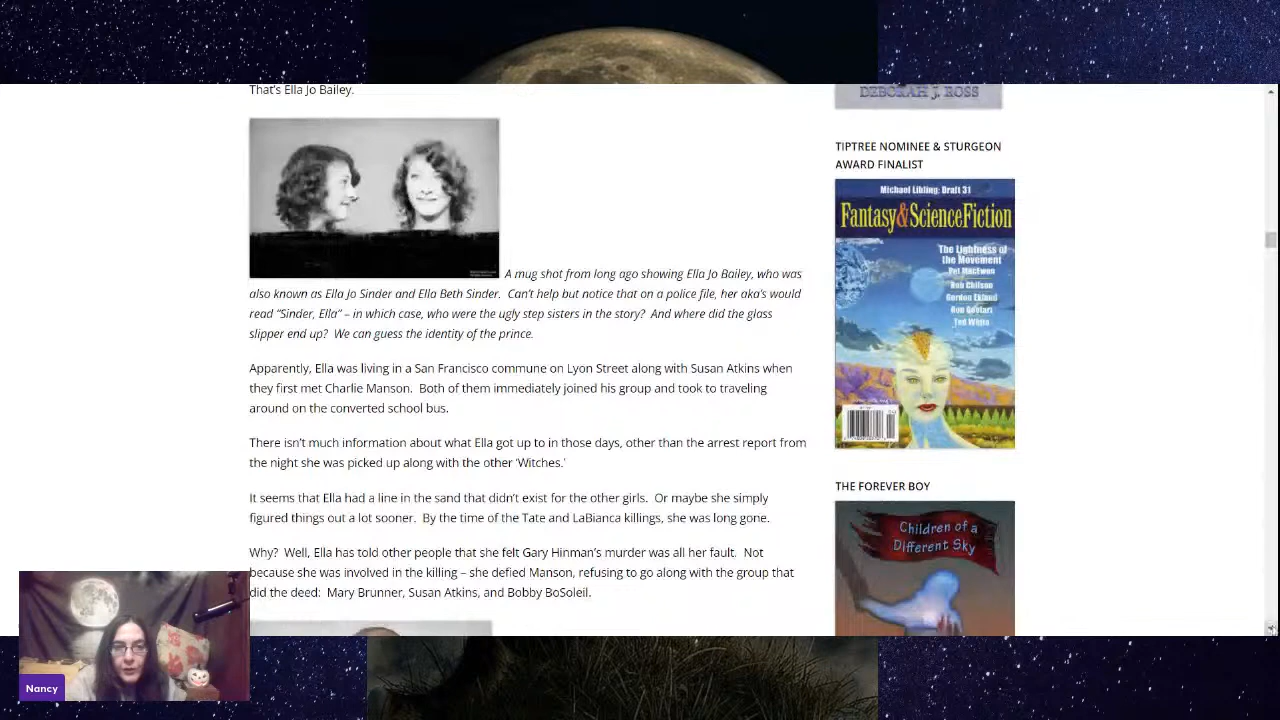 That's Ella Jo Bailey.
A mug shot from long ago showing Ella Jo Bailey, who was
also known as Ella Jo Sinder and Ella Beth Sinder.  Can't help but notice that on a police file, her aka's would
read "Sinder, Ella" – in which case, who were the ugly step sisters in the story?  And where did the glass
slipper end up?  We can guess the identity of the prince.
Apparently, Ella was living in a San Francisco commune on Lyon Street along with Susan Atkins when
they first met Charlie Manson.  Both of them immediately joined his group and took to traveling
around on the converted school bus.
There isn't much information about what Ella got up to in those days, other than the arrest report from
the night she was picked up along with the other 'Witches.'
It seems that Ella had a line in the sand that didn't exist for the other girls.  Or maybe she simply
figured things out a lot sooner.  By the time of the Tate and LaBianca killings, she was long gone.
Why?  Well, Ella has told other people that she felt Gary Hinman's murder was all her fault.  Not
because she was involved in the killing – she defied Manson, refusing to go along with the group that
did the deed:  Mary Brunner, Susan Atkins, and Bobby BoSoleil.
DEBORAH J. ROSS
TIPTREE NOMINEE & STURGEON
AWARD FINALIST
Michael Libling: Draft 31
Fantasy&ScienceFiction
The Lightness of
the Movement
Pat MacEwen
Rob Chilson
Gordon Eklund
Ron Goulart
Ted White
THE FOREVER BOY
Children of a
Different Sky
Nancy